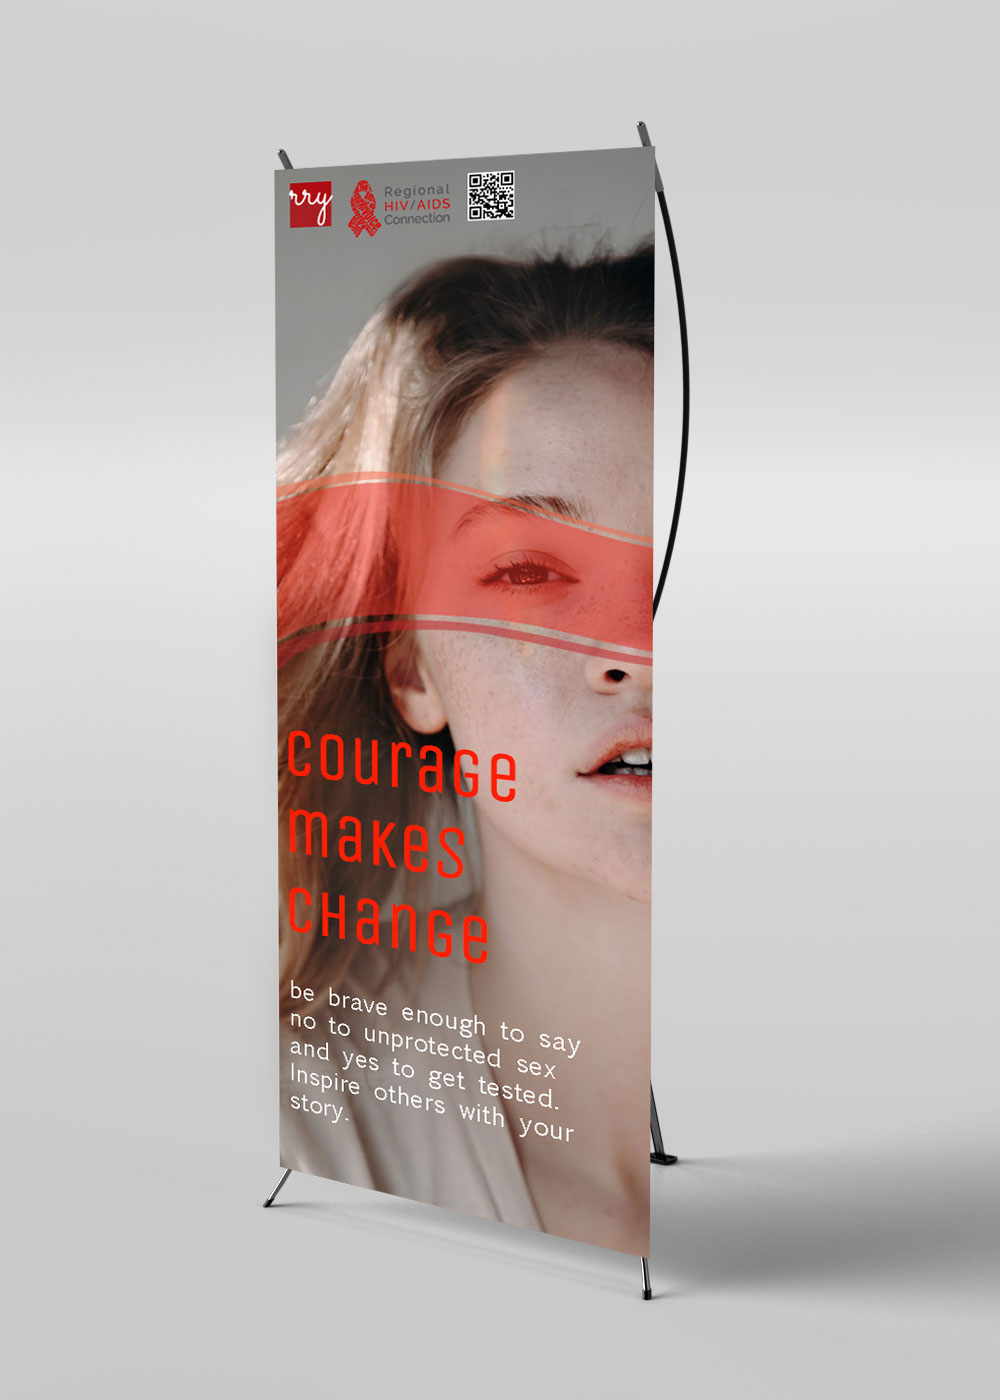 rry
Regional
HIV/AIDS
Connection
courage
makes
change
be brave enough to say
no to unprotected sex
and yes to get tested.
Inspire others with your
story.